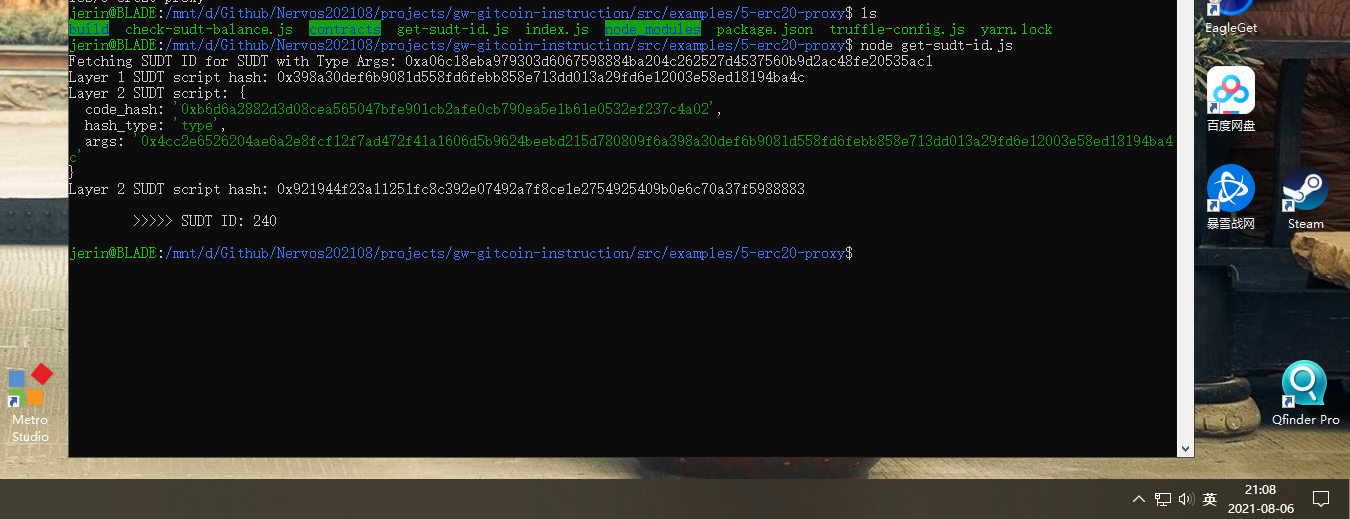 jerin@BLADE:/mnt/d/Github/Nervos202108/projects/gw-gitcoin-instruction/src/examples/5-erc20-proxy$ ls
build check-sudt-balance.js contracts get-sudt-id.js index.js node_modules package.json truffle-config.js yarn.lock
jerin@BLADE:/mnt/d/Github/Nervos202108/projects/gw-gitcoin-instruction/src/examples/5-erc20-proxy$ node get-sudt-id.js
Fetching SUDT ID for SUDT with Type Args: 0xa06c18eba979303d6067598884ba204c262527d4537560b9d2ac48fe20535ac1
Layer 1 SUDT script hash: 0x398a30def6b9081d558fd6febb858e713dd013a29fd6e12003e58ed18194ba4c
Layer 2 SUDT script: {
code_hash: '0xb6d6a2882d3d08cea565047bfe901cb2afe0cb790ea5e1b61e0532ef237c4a02',
hash_type: 'type',
args: '0x4cc2e6526204ae6a2e8fcf12f7ad472f41a1606d5b9624beebd215d780809f6a398a30def6b9081d558fd6febb858e713dd013a29fd6e12003e58ed18194ba4
c'
}
Layer 2 SUDT script hash: 0x921944f23a11251fc8c392e07492a7f8ce1e2754925409b0e6c70a37f5988883
>>>>> SUDT ID: 240
jerin@BLADE:/mnt/d/Github/Nervos202108/projects/gw-gitcoin-instruction/src/examples/5-erc20-proxy$
EagleGet
百度网盘
暴雪战网
Steam
Metro
Studio
Qfinder Pro
英
21:08
2021-08-06